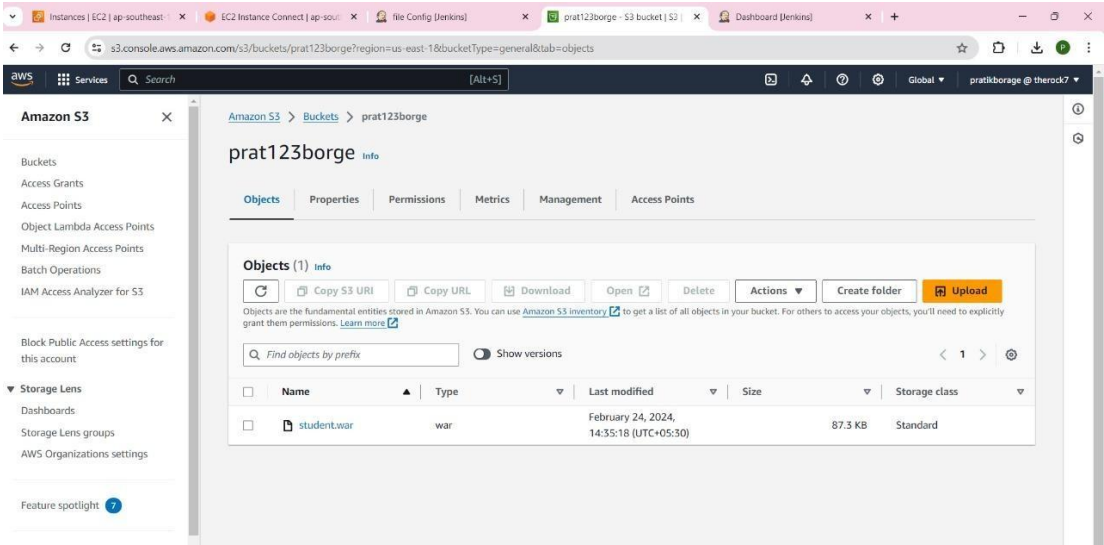 Instances | EC2 | ap-southeast-1
EC2 Instance Connect | ap-sout
file Config [Jenkins]
prat123borge - S3 bucket | S3 |
Dashboard [Jenkins]
s3.console.aws.amazon.com/s3/buckets/prat123borge?region=us-east-1&bucketType=general&tab=objects
P
aws
Services
Search
[Alt+S]
Global
pratikborage @ therock7
Amazon S3
Buckets
Access Grants
Access Points
Object Lambda Access Points
Multi-Region Access Points
Batch Operations
IAM Access Analyzer for S3
Block Public Access settings for
this account
Storage Lens
Dashboards
Storage Lens groups
AWS Organizations settings
Feature spotlight 7
Amazon S3 > Buckets > prat123borge
prat123borge Info
Objects
Properties
Permissions
Metrics
Management
Access Points
Objects (1) Info
Copy S3 URI
Copy URL
Download
Open
Delete
Actions
Create folder
Upload
Objects are the fundamental entities stored in Amazon S3. You can use Amazon S3 inventory to get a list of all objects in your bucket. For others to access your objects, you'll need to explicitly
grant them permissions. Learn more
Find objects by prefix
Show versions
< 1 >
Name
Type
Last modified
Size
Storage class
student.war
war
February 24, 2024,
14:35:18 (UTC+05:30)
87.3 KB
Standard